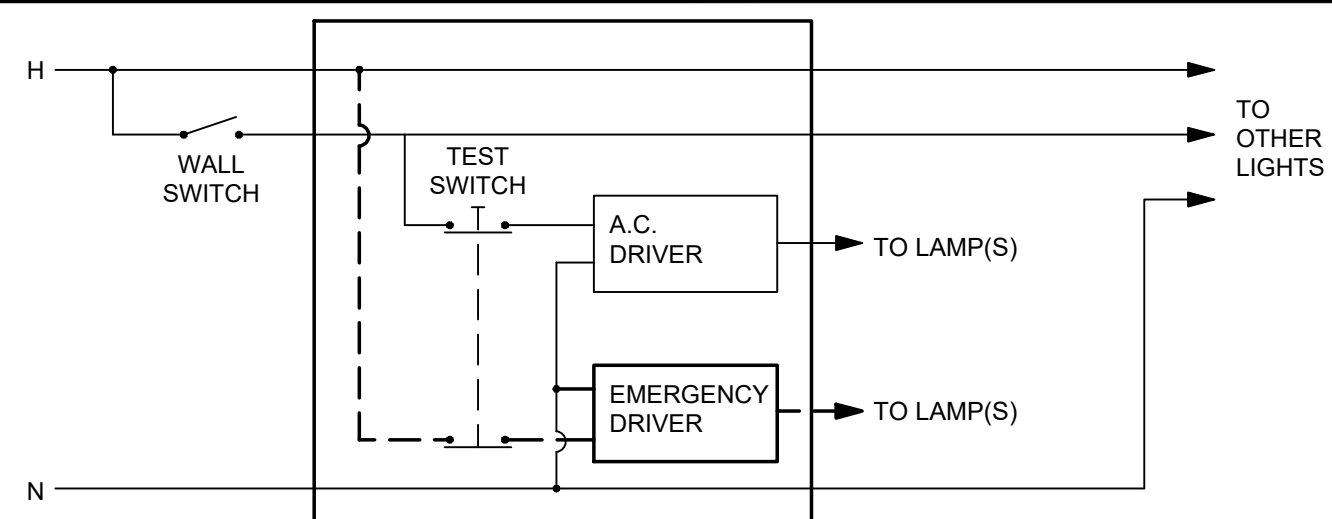 H
WALL
SWITCH
TEST
SWITCH
A.C.
DRIVER
TO LAMP(S)
TO
OTHER
LIGHTS
EMERGENCY
DRIVER
TO LAMP(S)
N